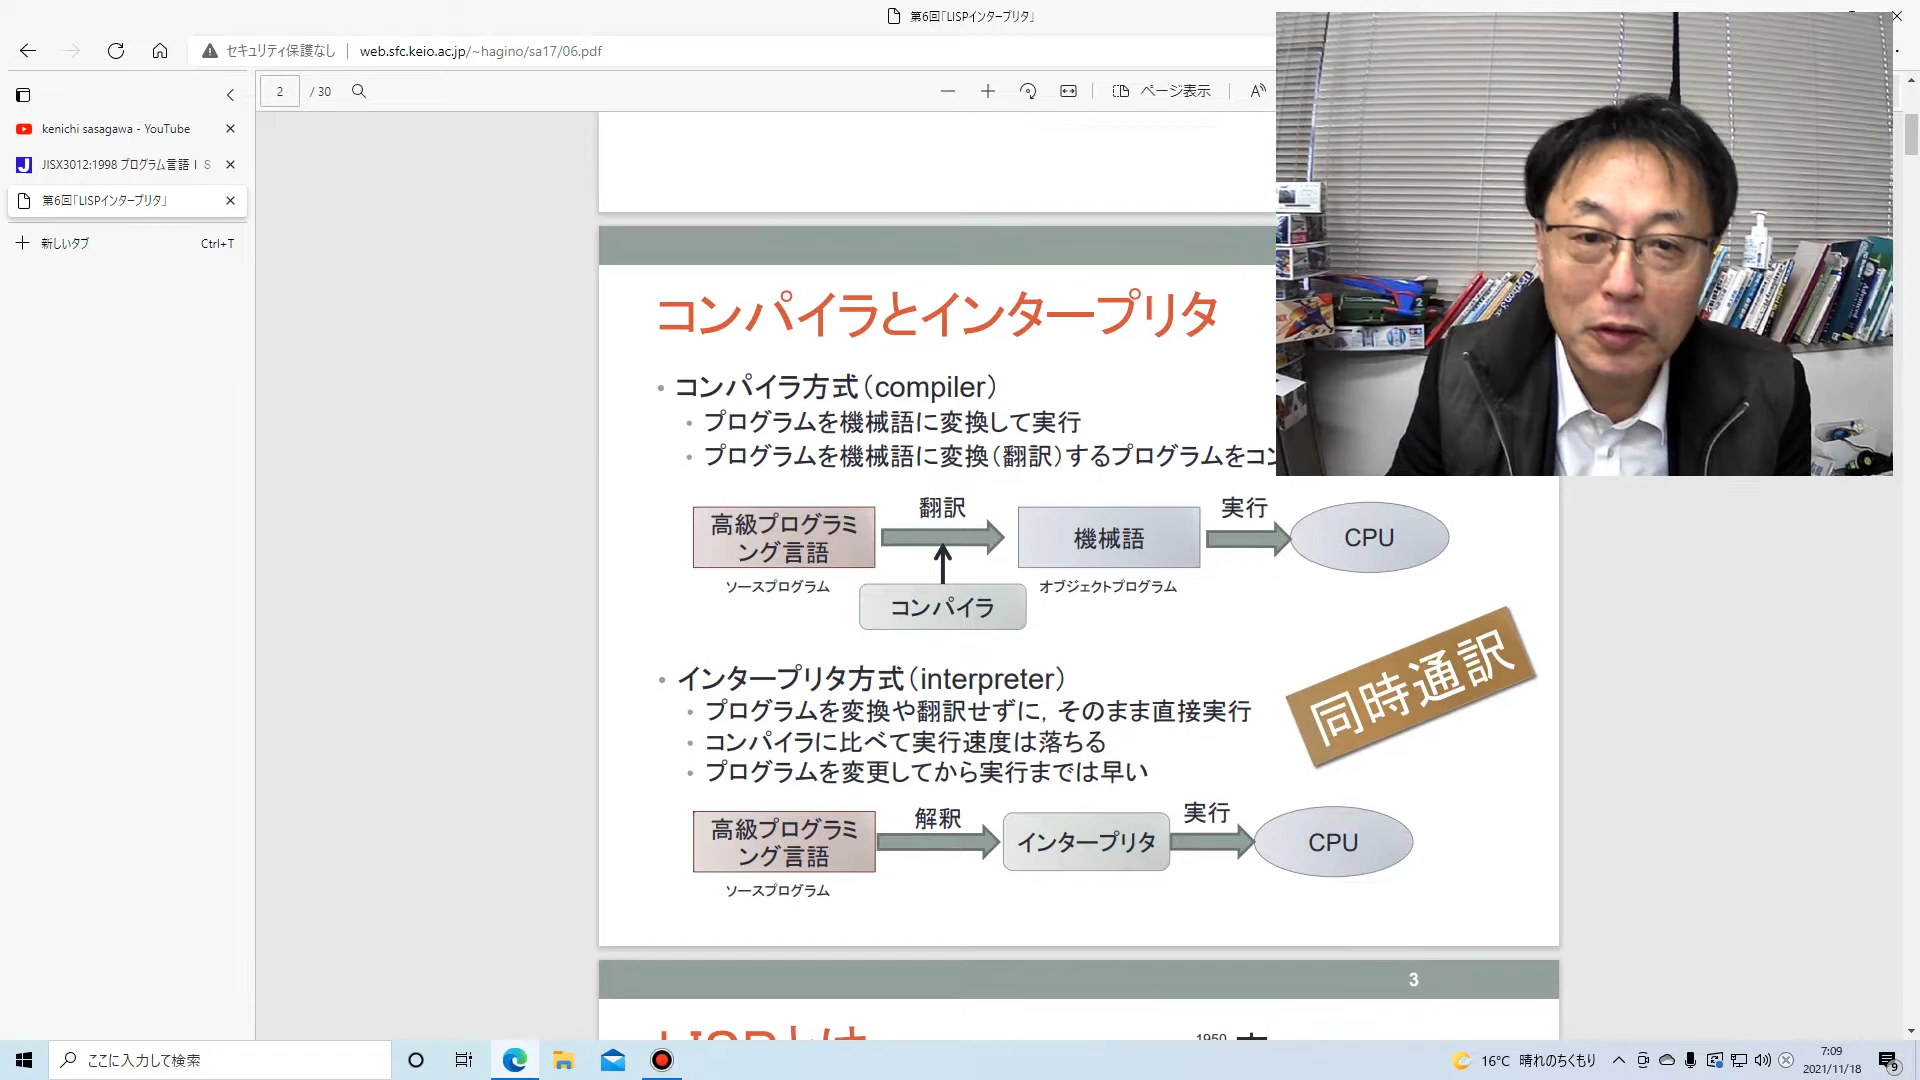 第6回「LISPインタープリタ」
セキュリティ保護なし
web.sfc.keio.ac.jp/~hagino/sa17/06.pdf
2 / 30
ページ表示
kenichi sasagawa - YouTube
JISX3012:1998 プログラム言語 I S
第6回「LISPインタープリタ」
新しいタブ
Ctrl+T
コンパイラとインタープリタ
コンパイラ方式(compiler)
プログラムを機械語に変換して実行
プログラムを機械語に変換(翻訳)するプログラムをコン
高級プログラミ
ング言語
翻訳
機械語
実行
CPU
ソースプログラム
オブジェクトプログラム
コンパイラ
同時通訳
インタープリタ方式(interpreter)
プログラムを変換や翻訳せずに, そのまま直接実行
コンパイラに比べて実行速度は落ちる
プログラムを変更してから実行までは早い
高級プログラミ
ング言語
解釈
インタープリタ
実行
CPU
ソースプログラム
3
LISPとは
1950
ここに入力して検索
16°C 晴れのちくもり
7:09
2021/11/18
9